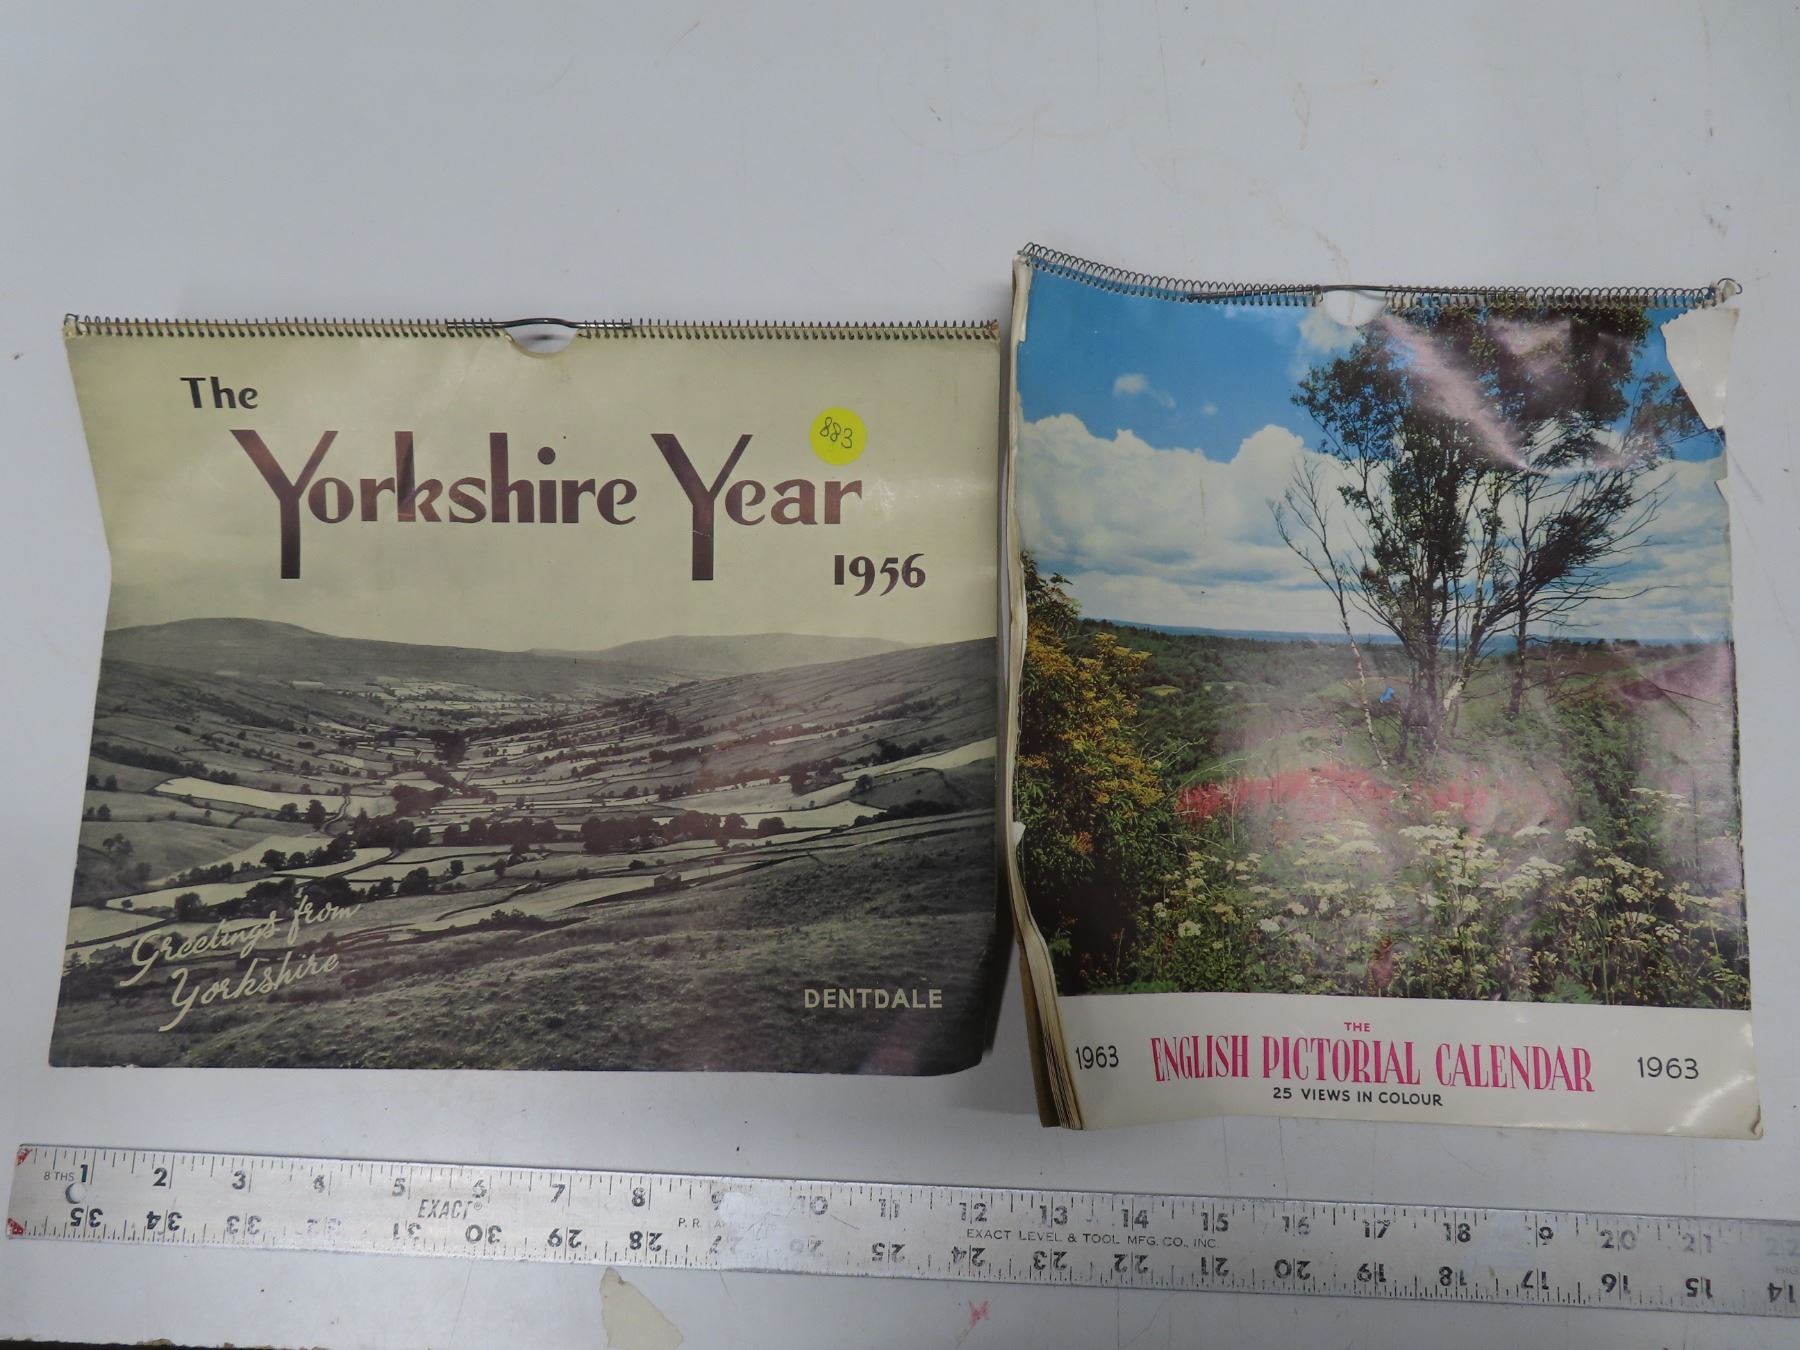 The
Yorkshire Year
1956
883
Greetings from
Yorkshire
DENTDALE
THE
1963 ENGLISH PICTORIAL CALENDAR 1963
25 VIEWS IN COLOUR
8 THS 1 2 3 4 5 6 7 8 9 10 11 12 13 14 15 16 17 18 19 20 21 22
EXACT®
EXACT LEVEL & TOOL MFG. CO., INC.
35 34 33 32 31 30 29 28 27 26 25 24 23 22 21 20 19 18 17 16 15 14